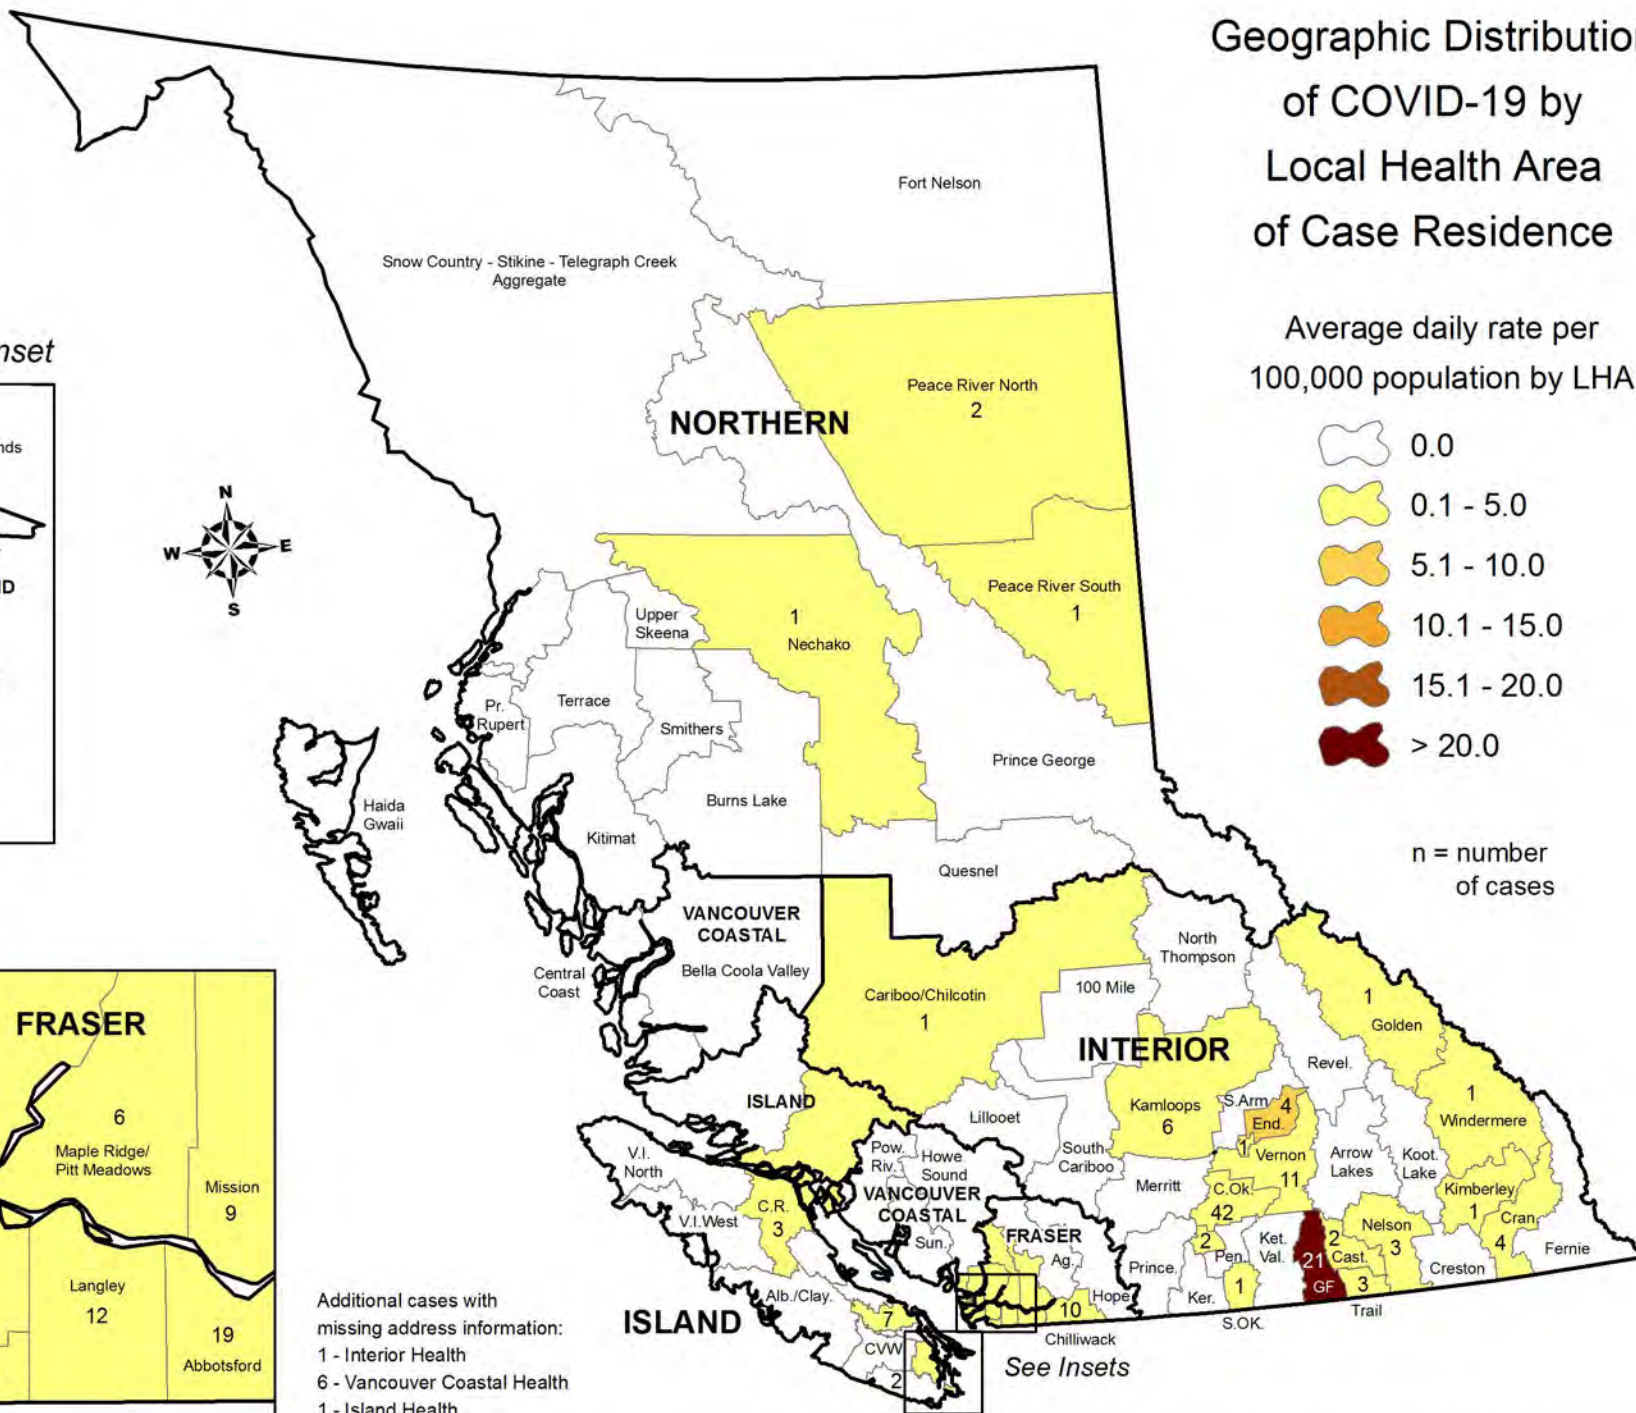 Geographic Distribution
of COVID-19 by
Local Health Area
of Case Residence
Average daily rate per
100,000 population by LHA
0.0
0.1 - 5.0
5.1 - 10.0
10.1 - 15.0
15.1 - 20.0
> 20.0
n = number
of cases
Fort Nelson
Snow Country - Stikine - Telegraph Creek
Aggregate
Peace River North
2
NORTHERN
Peace River South
1
1
Nechako
Upper
Skeena
Terrace
Pr.
Rupert
Smithers
Prince George
Burns Lake
Haida
Gwaii
Kitimat
Quesnel
N
W
E
S
VANCOUVER
COASTAL
Bella Coola Valley
Central
Coast
North
Thompson
100 Mile
Cariboo/Chilcotin
1
1
Golden
INTERIOR
Revel.
ISLAND
Lillooet
Kamloops
6
S.Arm
4
End.
1
Windermere
V.I.
North
Pow.
Riv.
Howe
Sound
South
Cariboo
1
Vernon
11
Arrow
Lakes
Koot.
Lake
Merritt
C.Ok.
42
Kimberley
1
VANCOUVER
COASTAL
C.R.
3
V.I.West
Sun.
FRASER
Ag.
Prince.
2
Pen.
Ket.
Val.
21
GF
2
Cast.
Nelson
3
Cran.
4
Fernie
Creston
3
Trail
Ker.
1
S.OK.
Hope
10
Chilliwack
Alb./Clay.
7
CVW
2
ISLAND
See Insets
FRASER
6
Maple Ridge/
Pitt Meadows
Mission
9
Langley
12
19
Abbotsford
Additional cases with
missing address information:
1 - Interior Health
6 - Vancouver Coastal Health
1 - Island Health